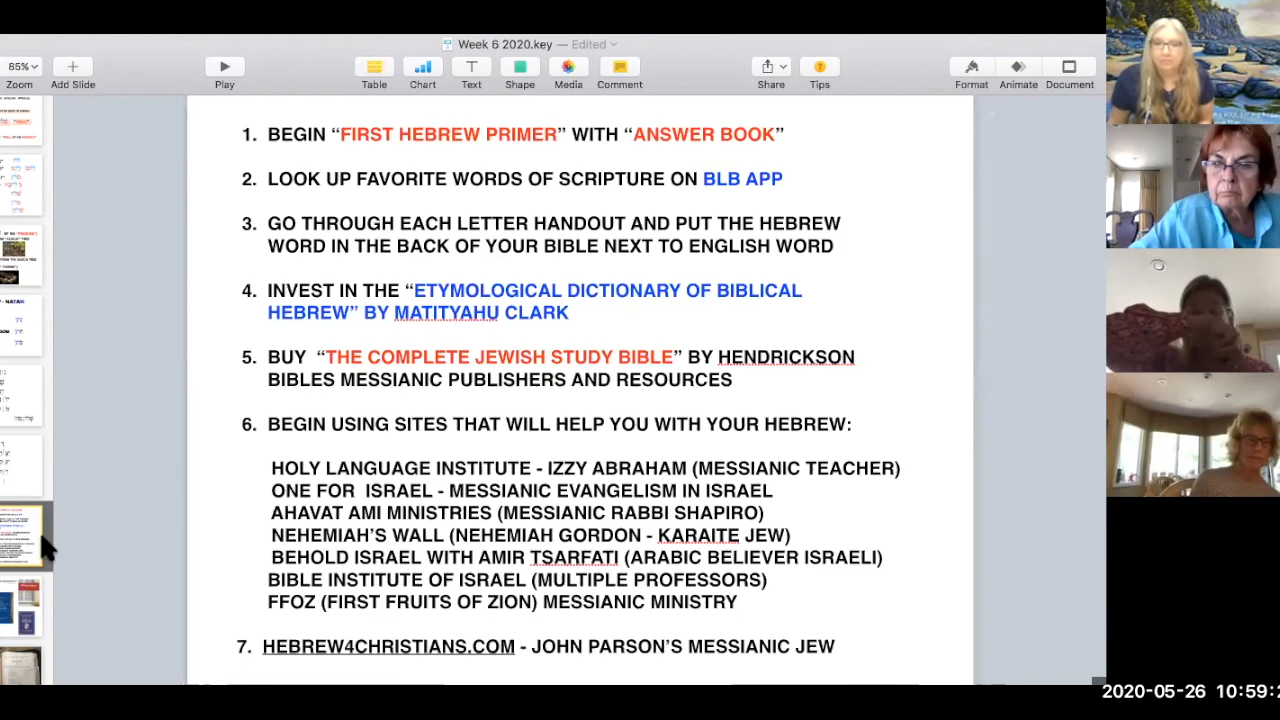 Week 6 2020.key — Edited
85%
Zoom
Add Slide
Play
Table
Chart
Text
Shape
Media
Comment
Share
Tips
Format
Animate
Document
1. BEGIN “FIRST HEBREW PRIMER” WITH “ANSWER BOOK”
2. LOOK UP FAVORITE WORDS OF SCRIPTURE ON BLB APP
3. GO THROUGH EACH LETTER HANDOUT AND PUT THE HEBREW
WORD IN THE BACK OF YOUR BIBLE NEXT TO ENGLISH WORD
4. INVEST IN THE “ETYMOLOGICAL DICTIONARY OF BIBLICAL
HEBREW” BY MATITYAHU CLARK
5. BUY “THE COMPLETE JEWISH STUDY BIBLE” BY HENDRICKSON
BIBLES MESSIANIC PUBLISHERS AND RESOURCES
6. BEGIN USING SITES THAT WILL HELP YOU WITH YOUR HEBREW:
HOLY LANGUAGE INSTITUTE - IZZY ABRAHAM (MESSIANIC TEACHER)
ONE FOR ISRAEL - MESSIANIC EVANGELISM IN ISRAEL
AHAVAT AMI MINISTRIES (MESSIANIC RABBI SHAPIRO)
NEHEMIAH’S WALL (NEHEMIAH GORDON - KARAITE JEW)
BEHOLD ISRAEL WITH AMIR TSARFATI (ARABIC BELIEVER ISRAELI)
BIBLE INSTITUTE OF ISRAEL (MULTIPLE PROFESSORS)
FFOZ (FIRST FRUITS OF ZION) MESSIANIC MINISTRY
7. HEBREW4CHRISTIANS.COM - JOHN PARSON’S MESSIANIC JEW
2020-05-26 10:59:2